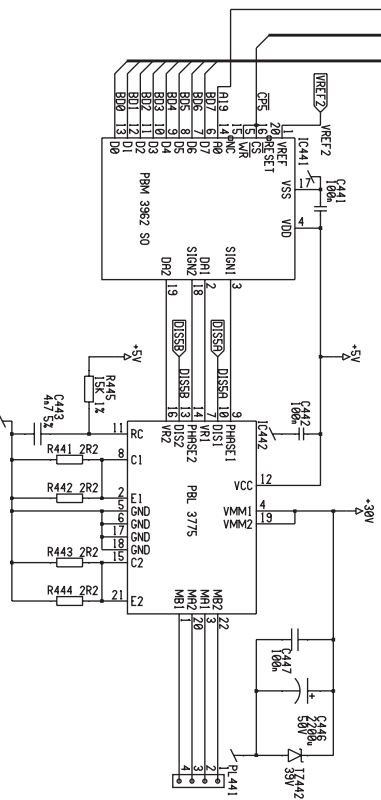 VREF2
VREF2
1
20
VREF
16
RESET
CPS
5
CS
15
WR
NC
A19
14
A0
BD7
6
D7
BD6
7
D6
BD5
8
D5
BD4
9
D4
BD3
10
D3
BD2
11
D2
BD1
12
D1
BD0
13
D0
IC441
PBM
3962 SO
VSS
17
C441
100n
VDD
4
SIGN1
3
DA1
2
SIGN2
18
DA2
19
DIS5A
DIS5A
DIS5B
DIS5B
+5V
+5V
R445
15K 1%
C443
4n7 5%
C442
100n
IC442
PBL
3775
9
PHASE1
10
DIS1
7
VR1
14
PHASE2
13
DIS2
16
VR2
11
RC
R441 2R2
8
C1
R442 2R2
2
E1
5
GND
6
GND
17
GND
18
GND
R443 2R2
15
C2
R444 2R2
21
E2
VCC
12
VMM1
4
VMM2
19
+30V
MB2
22
MA1
3
MA2
20
MB1
1
C447
100n
C446
2200u
50V
+
TZ442
39V
PL441
1
2
3
4